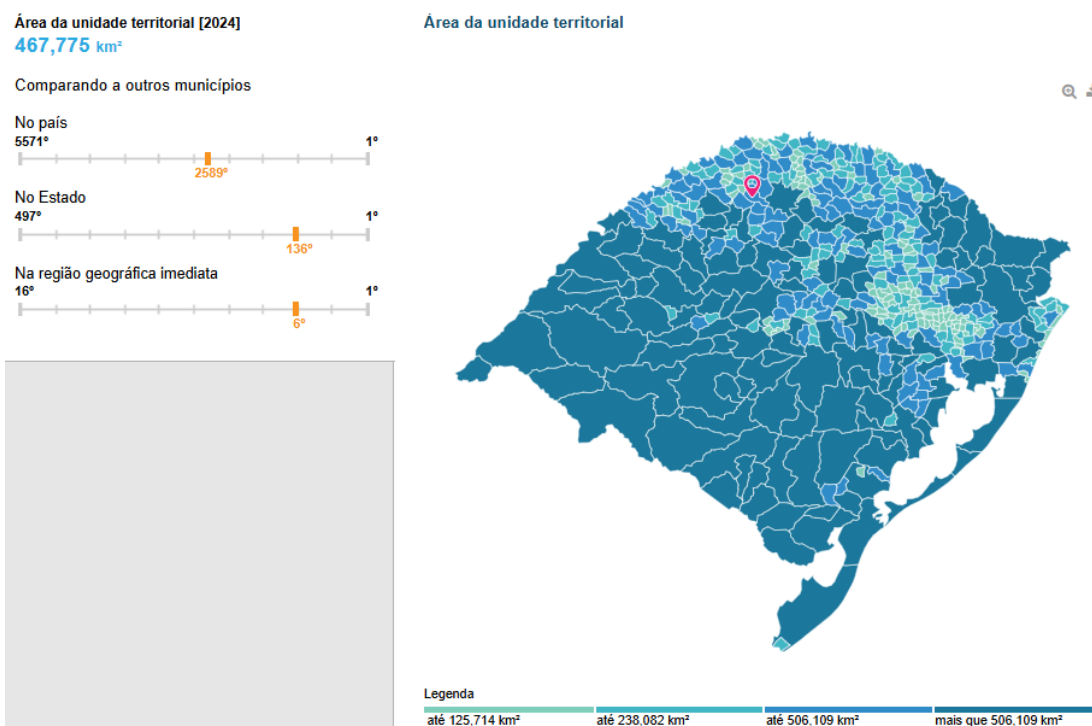 Área da unidade territorial [2024]
467,775 km²
Comparando a outros municípios
No país
5571º 1º
2589º
No Estado
497º 1º
136º
Na região geográfica imediata
16º 1º
6º
Área da unidade territorial
Legenda
até 125,714 km² até 238,082 km² até 506,109 km² mais que 506,109 km²